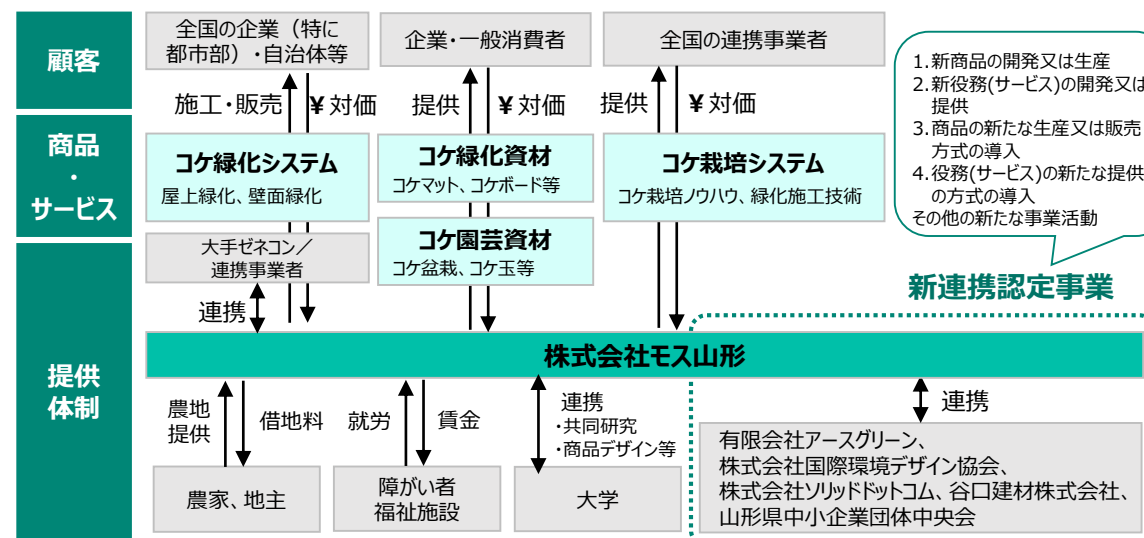 顧客
全国の企業（特に
都市部）・自治体等
企業・一般消費者
全国の連携事業者
施工・販売
¥対価
提供
¥対価
提供
¥対価
1.新商品の開発又は生産
2.新役務(サービス)の開発又は
提供
3.商品の新たな生産又は販売
方式の導入
4.役務(サービス)の新たな提供
の方式の導入
その他の新たな事業活動
商品
・
サービス
コケ緑化システム
屋上緑化、壁面緑化
コケ緑化資材
コケマット、コケボード等
コケ園芸資材
コケ盆栽、コケ玉等
コケ栽培システム
コケ栽培ノウハウ、緑化施工技術
新連携認定事業
提供
体制
大手ゼネコン／
連携事業者
連携
株式会社モス山形
農地
提供
借地料
就労
賃金
連携
・共同研究
・商品デザイン等
連携
農家、地主
障がい者
福祉施設
大学
有限会社アースグリーン、
株式会社国際環境デザイン協会、
株式会社ソリッドドットコム、谷口建材株式会社、
山形県中小企業団体中央会